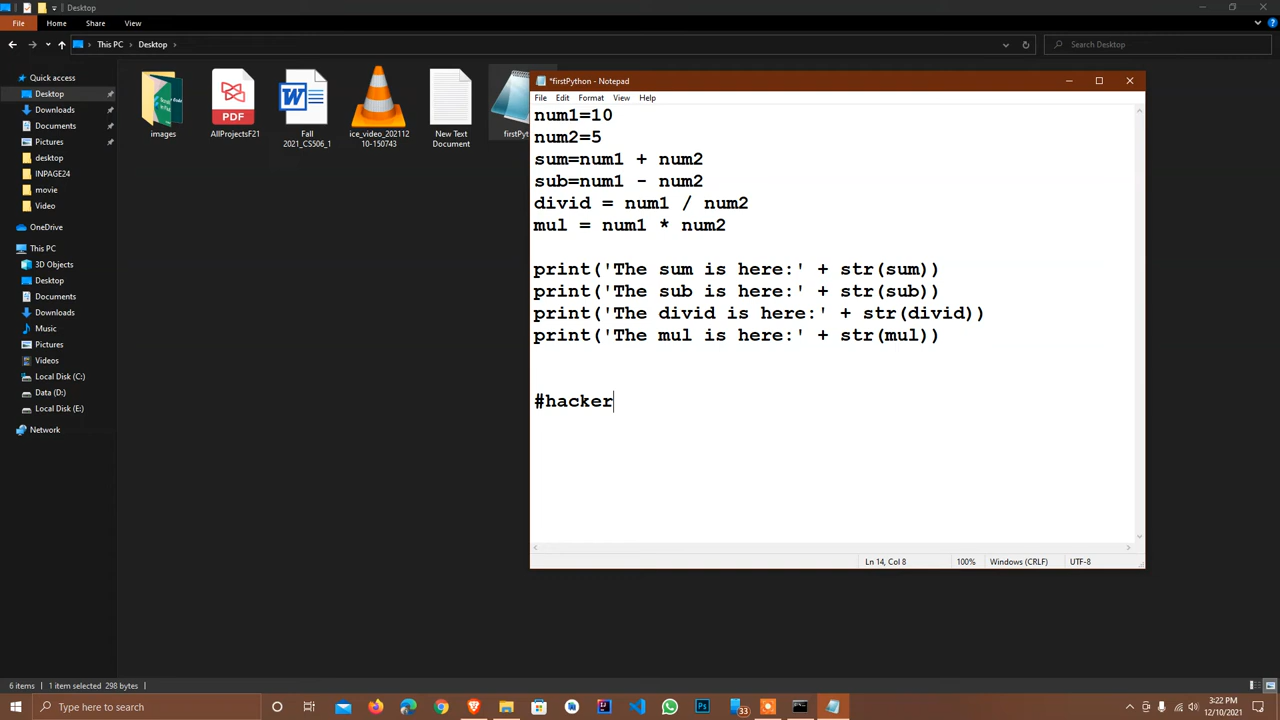 Desktop
File
Home
Share
View
This PC
Desktop
Search Desktop
Quick access
Desktop
Downloads
Documents
Pictures
desktop
INPAGE24
movie
Video
OneDrive
This PC
3D Objects
Desktop
Documents
Downloads
Music
Pictures
Videos
Local Disk (C:)
Data (D:)
Local Disk (E:)
Network
images
PDF
AllProjectsF21
Fall
2021_CS506_1
ice_video_202112
10-150743
New Text
Document
firstPyt
*firstPython - Notepad
File Edit Format View Help
num1=10
num2=5
sum=num1 + num2
sub=num1 - num2
divid = num1 / num2
mul = num1 * num2
print('The sum is here:' + str(sum))
print('The sub is here:' + str(sub))
print('The divid is here:' + str(divid))
print('The mul is here:' + str(mul))
#hacker
Ln 14, Col 8
100%
Windows (CRLF)
UTF-8
6 items
1 item selected 298 bytes
Type here to search
33
3:22 PM
12/10/2021